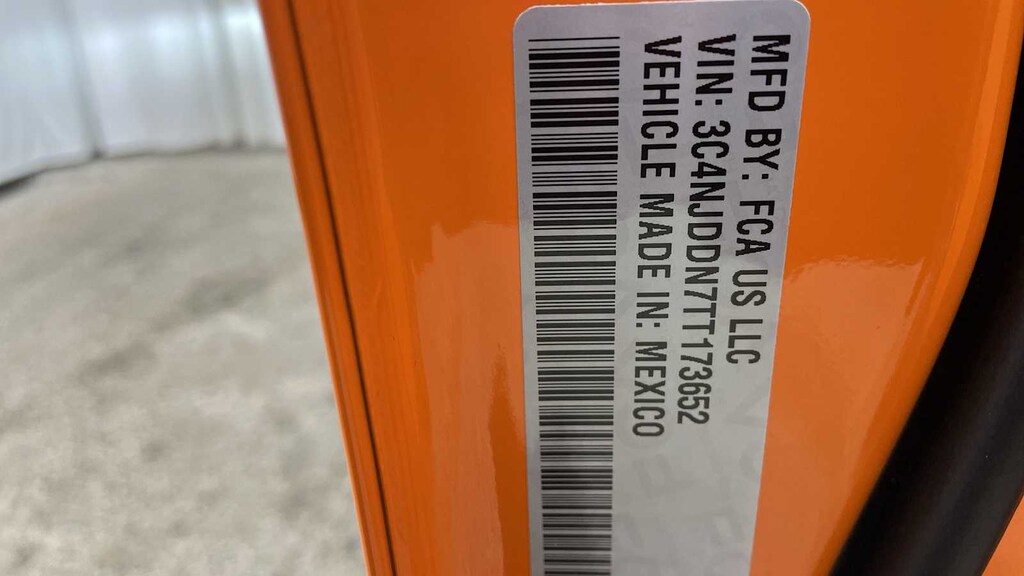 MFD BY: FCA US LLC
VIN: 3C4NJDDN7TT173652
VEHICLE MADE IN: MEXICO